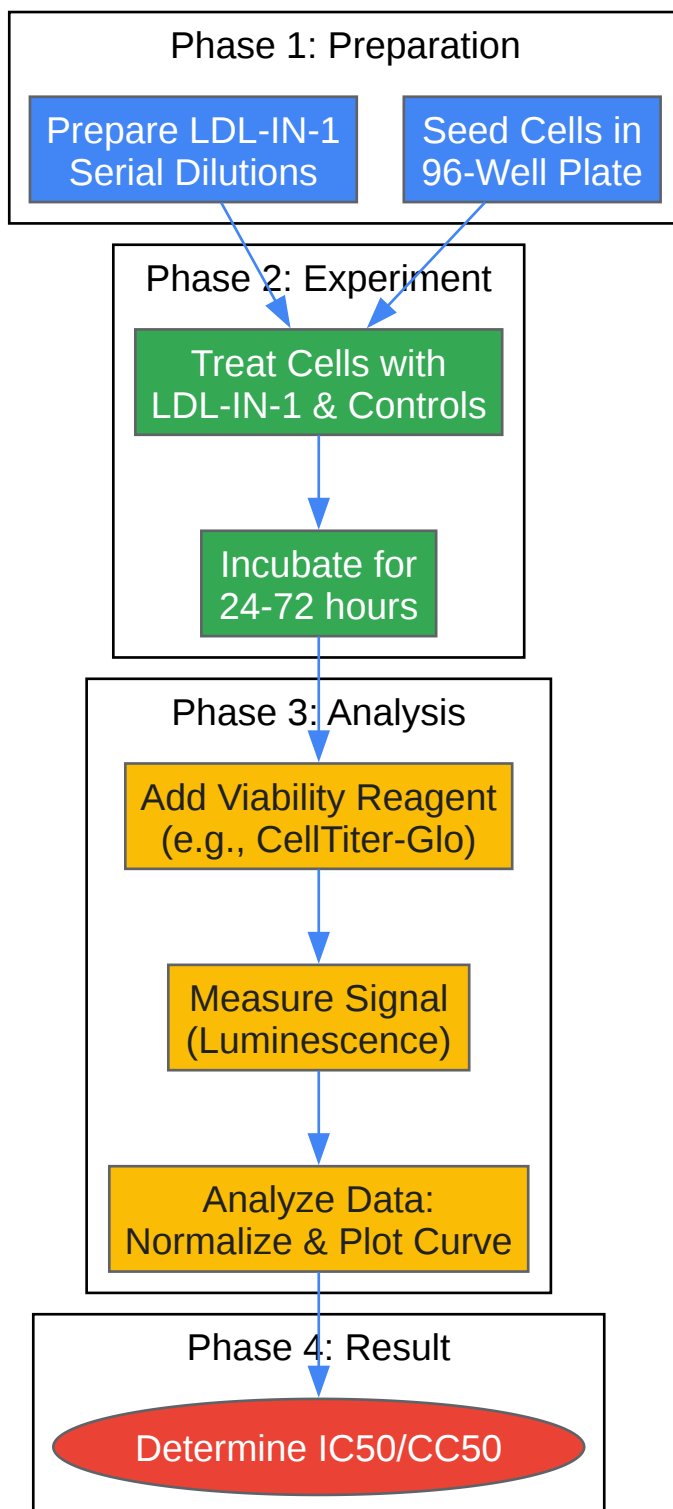 Phase 1: Preparation
Prepare LDL-IN-1
Serial Dilutions
Seed Cells in
96-Well Plate
Phase 2: Experiment
Treat Cells with
LDL-IN-1 & Controls
Incubate for
24-72 hours
Phase 3: Analysis
Add Viability Reagent
(e.g., CellTiter-Glo)
Measure Signal
(Luminescence)
Analyze Data:
Normalize & Plot Curve
Phase 4: Result
Determine IC50/CC50